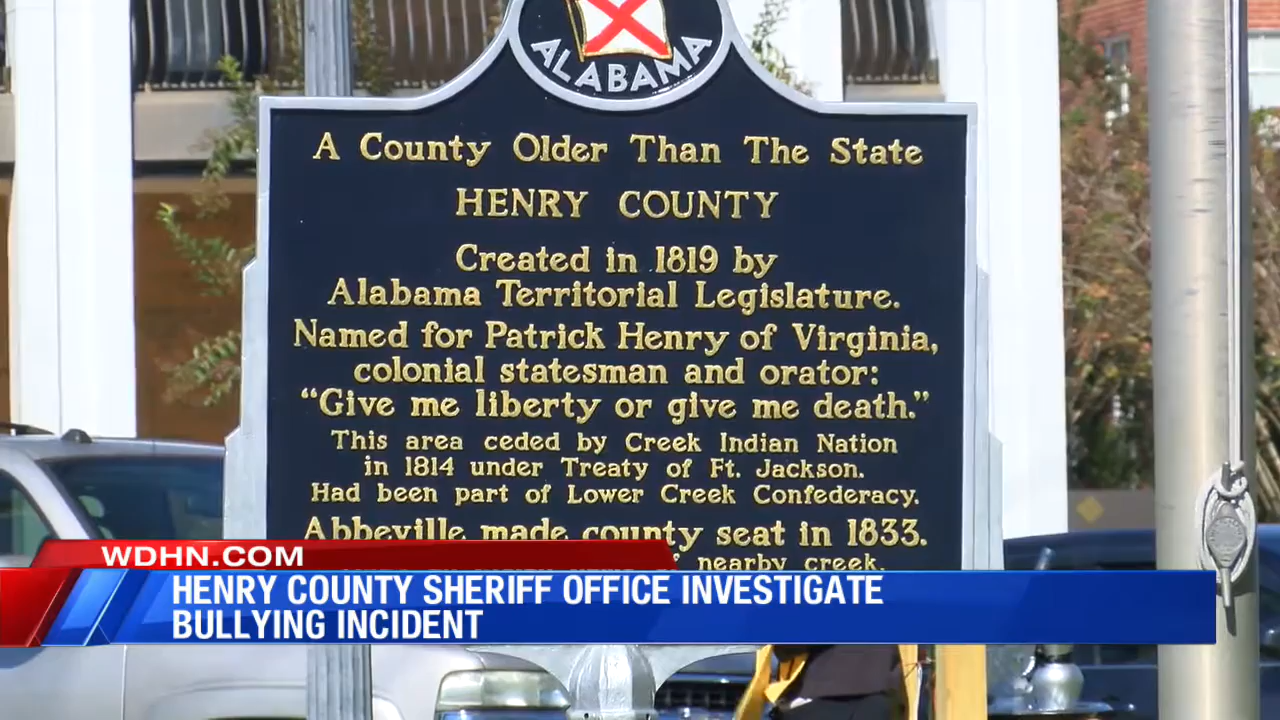 ALABAMA
A County Older Than The State
HENRY COUNTY
Created in 1819 by
Alabama Territorial Legislature.
Named for Patrick Henry of Virginia,
colonial statesman and orator:
“Give me liberty or give me death.”
This area ceded by Creek Indian Nation
in 1814 under Treaty of Ft. Jackson.
Had been part of Lower Creek Confederacy.
Abbeville made county seat in 1833.
nearby creek.
WDHN.COM
HENRY COUNTY SHERIFF OFFICE INVESTIGATE
BULLYING INCIDENT